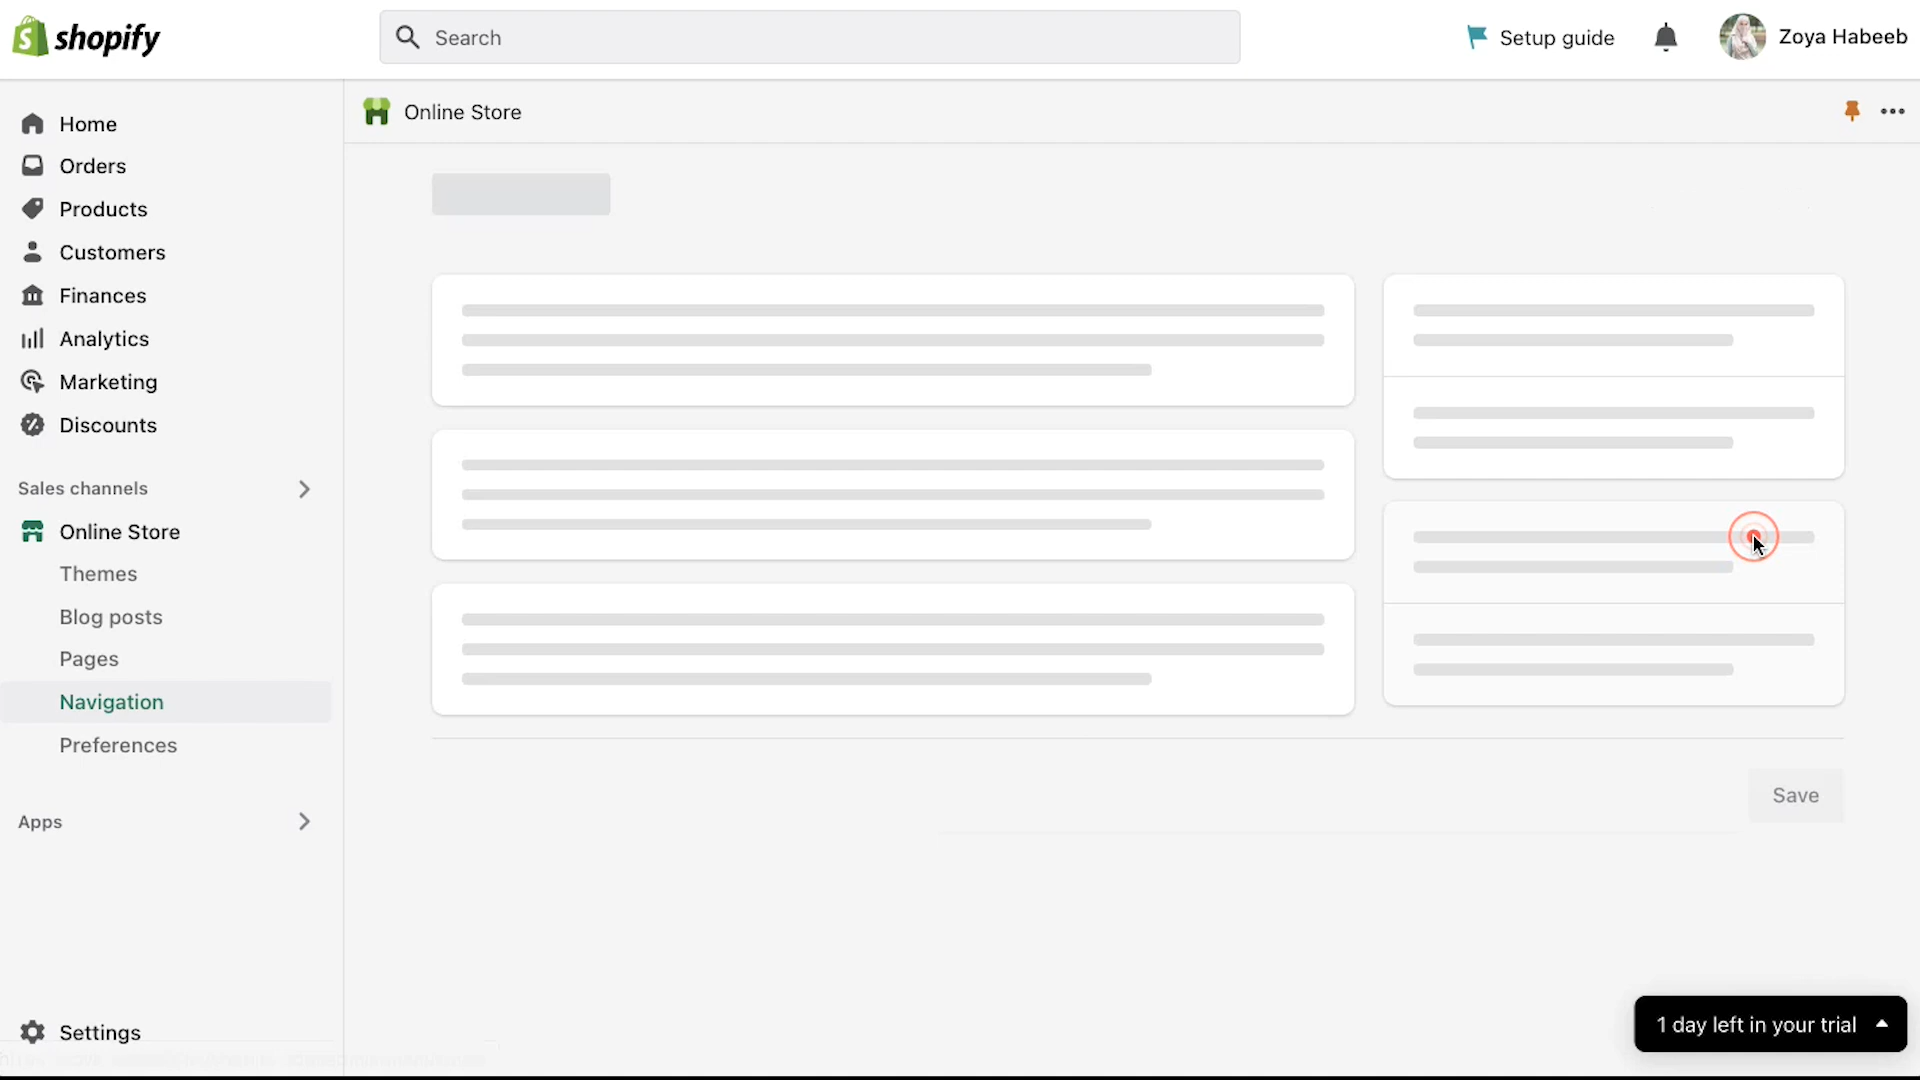 shopify
Search
Setup guide
Zoya Habeeb
Online Store
Home
Orders
Products
Customers
Finances
Analytics
Marketing
Discounts
Sales channels
Online Store
Themes
Blog posts
Pages
Navigation
Preferences
Apps
Settings
Save
1 day left in your trial